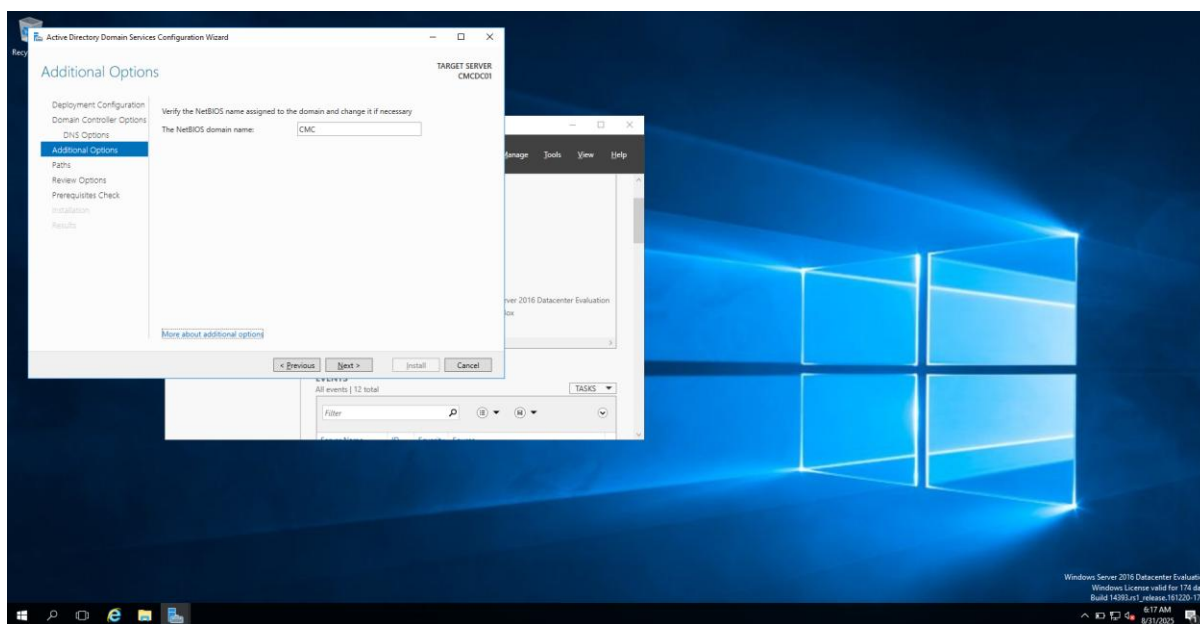 Recy
Active Directory Domain Services Configuration Wizard
Additional Options
TARGET SERVER
CMCDC01
Deployment Configuration
Domain Controller Options
DNS Options
Additional Options
Paths
Review Options
Prerequisites Check
Installation
Results
Verify the NetBIOS name assigned to the domain and change it if necessary
The NetBIOS domain name: CMC
More about additional options
< Previous Next > Install Cancel
Manage Tools View Help
rver 2016 Datacenter Evaluation
All events | 12 total
TASKS
Filter
Windows Server 2016 Datacenter Evaluati
Windows License valid for 174 da
Build 14393.rs1_release.161220-17
6:17 AM
8/31/2025